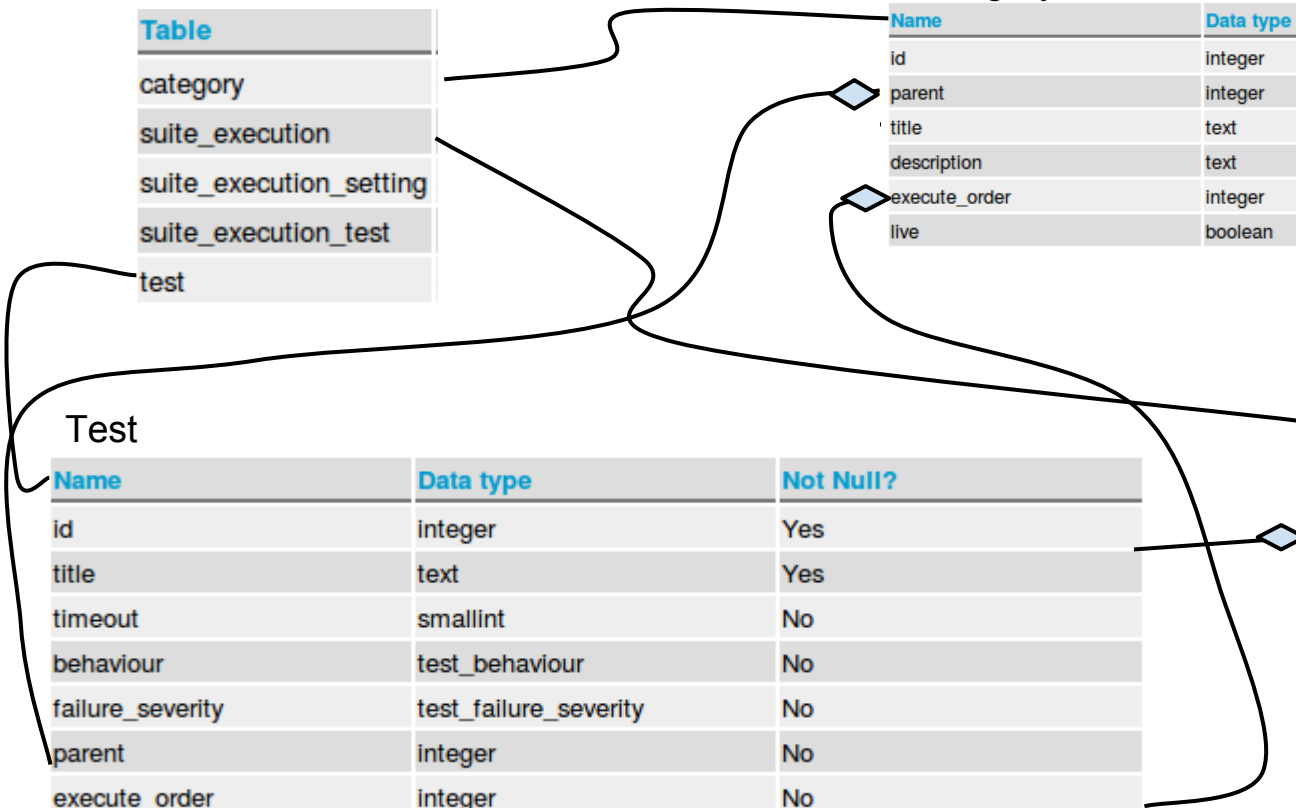 Table
category
suite_execution
suite_execution_setting
suite_execution_test
test
Name Data type
id integer
parent integer
title text
description text
execute_order integer
live boolean
Test
Name Data type Not Null?
id integer Yes
title text Yes
timeout smallint No
behaviour test_behaviour No
failure_severity test_failure_severity No
parent integer No
execute_order integer No